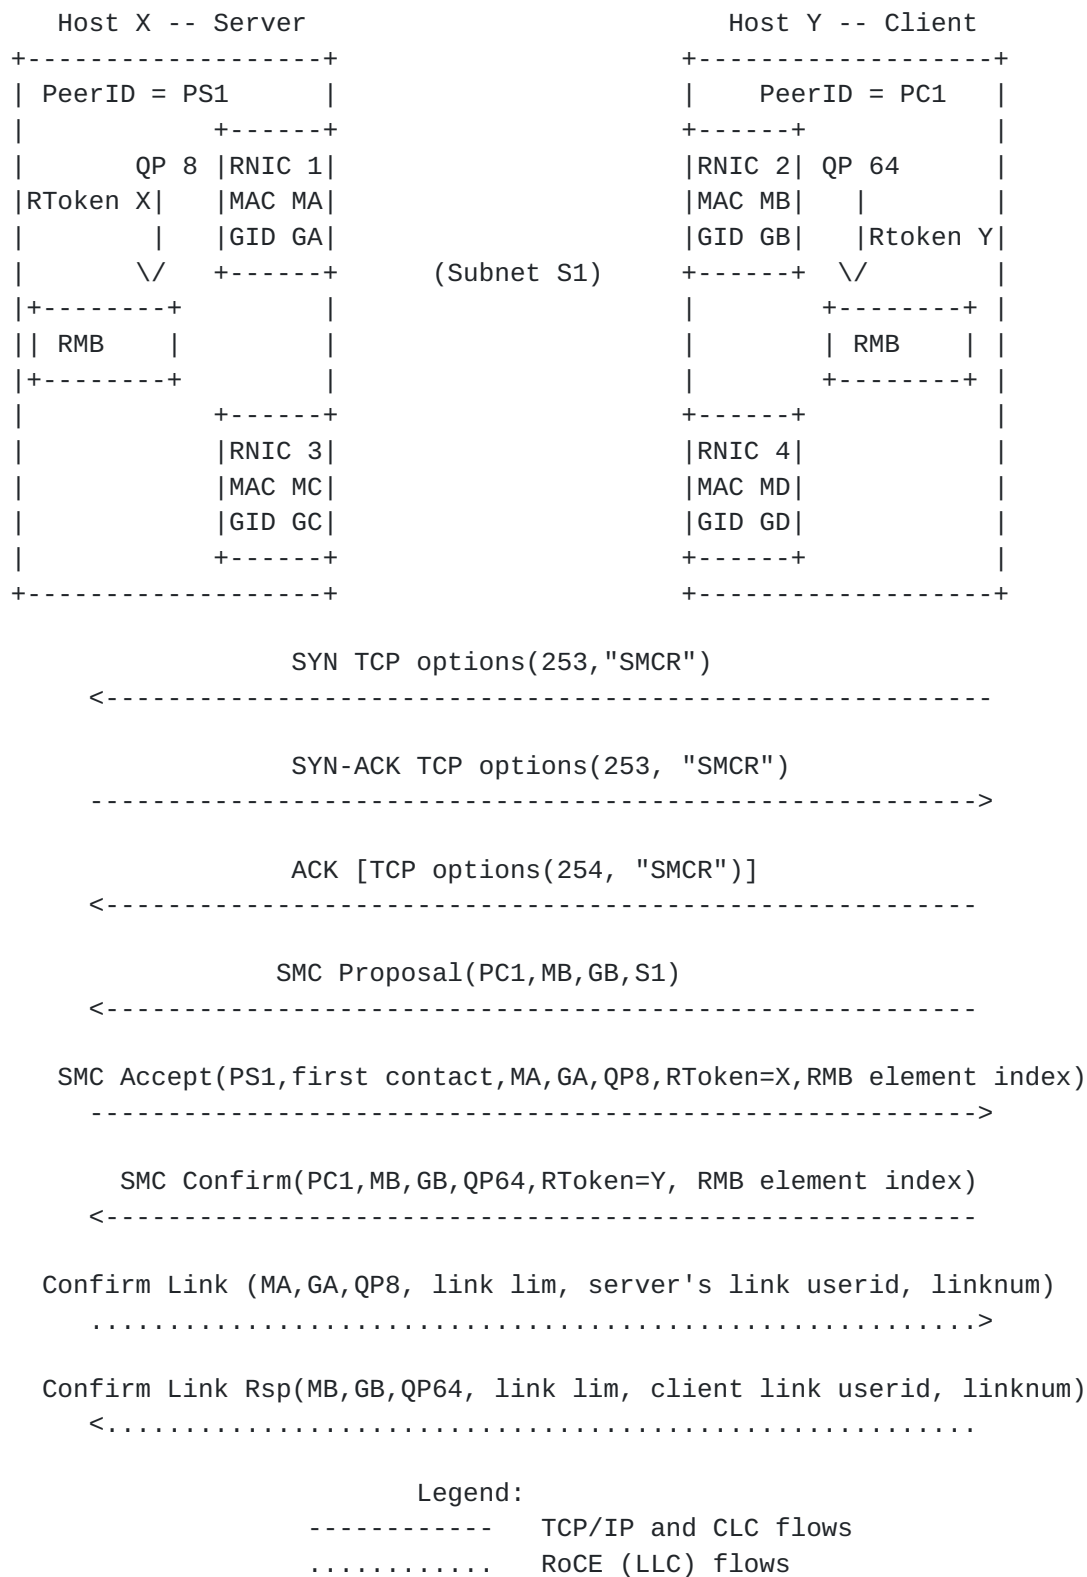 Host X -- Server                           Host Y -- Client
+-------------------+                      +-------------------+
| PeerID = PS1      |                      |    PeerID = PC1   |
|            +------+                      +------+            |
|       QP 8 |RNIC 1|                      |RNIC 2| QP 64      |
|RToken X|   |MAC MA|                      |MAC MB|   |        |
|        |   |GID GA|                      |GID GB|   |Rtoken Y|
|       \/   +------+      (Subnet S1)     +------+  \/        |
|+--------+         |                      |        +--------+ |
|| RMB    |         |                      |        | RMB    | |
|+--------+         |                      |        +--------+ |
|            +------+                      +------+            |
|            |RNIC 3|                      |RNIC 4|            |
|            |MAC MC|                      |MAC MD|            |
|            |GID GC|                      |GID GD|            |
|            +------+                      +------+            |
+-------------------+                      +-------------------+

                  SYN TCP options(253,"SMCR")
     <---------------------------------------------------------

                  SYN-ACK TCP options(253, "SMCR")
     --------------------------------------------------------->

                  ACK [TCP options(254, "SMCR")]
     <--------------------------------------------------------

                 SMC Proposal(PC1,MB,GB,S1)
     <--------------------------------------------------------

   SMC Accept(PS1,first contact,MA,GA,QP8,RToken=X,RMB element index)
     --------------------------------------------------------->

       SMC Confirm(PC1,MB,GB,QP64,RToken=Y, RMB element index)
     <--------------------------------------------------------

  Confirm Link (MA,GA,QP8, link lim, server's link userid, linknum)
     .........................................................>

  Confirm Link Rsp(MB,GB,QP64, link lim, client link userid, linknum)
     <........................................................

                          Legend:
                   ------------   TCP/IP and CLC flows
                   ............   RoCE (LLC) flows